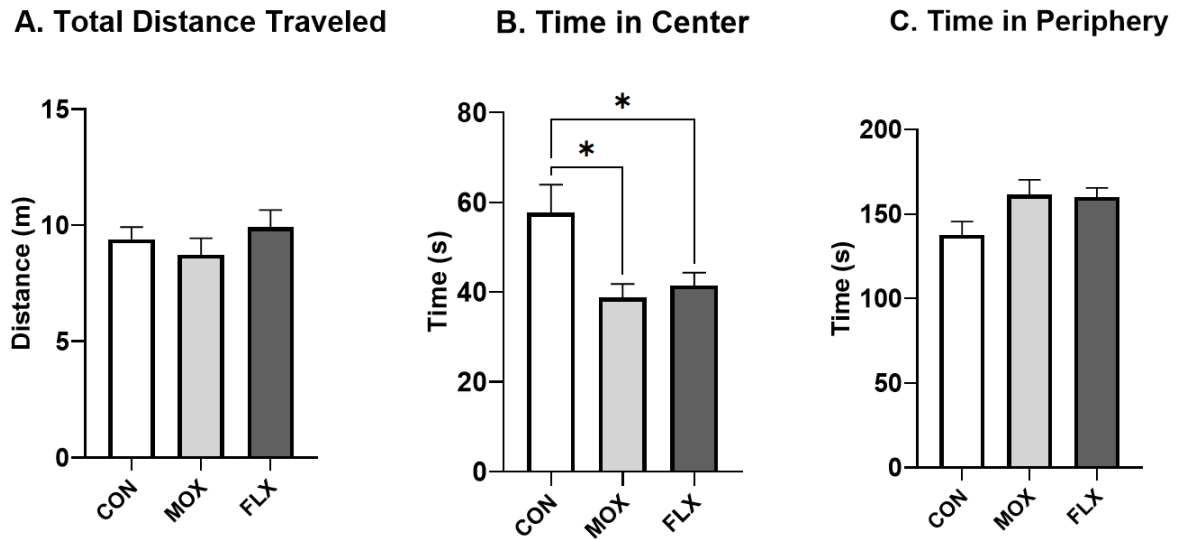 A. Total Distance Traveled
B. Time in Center
C. Time in Periphery
Distance (m)
15
10
5
0
CON
MOX
FLX
Time (s)
80
60
40
20
0
*
*
CON
MOX
FLX
Time (s)
200
150
100
50
0
CON
MOX
FLX